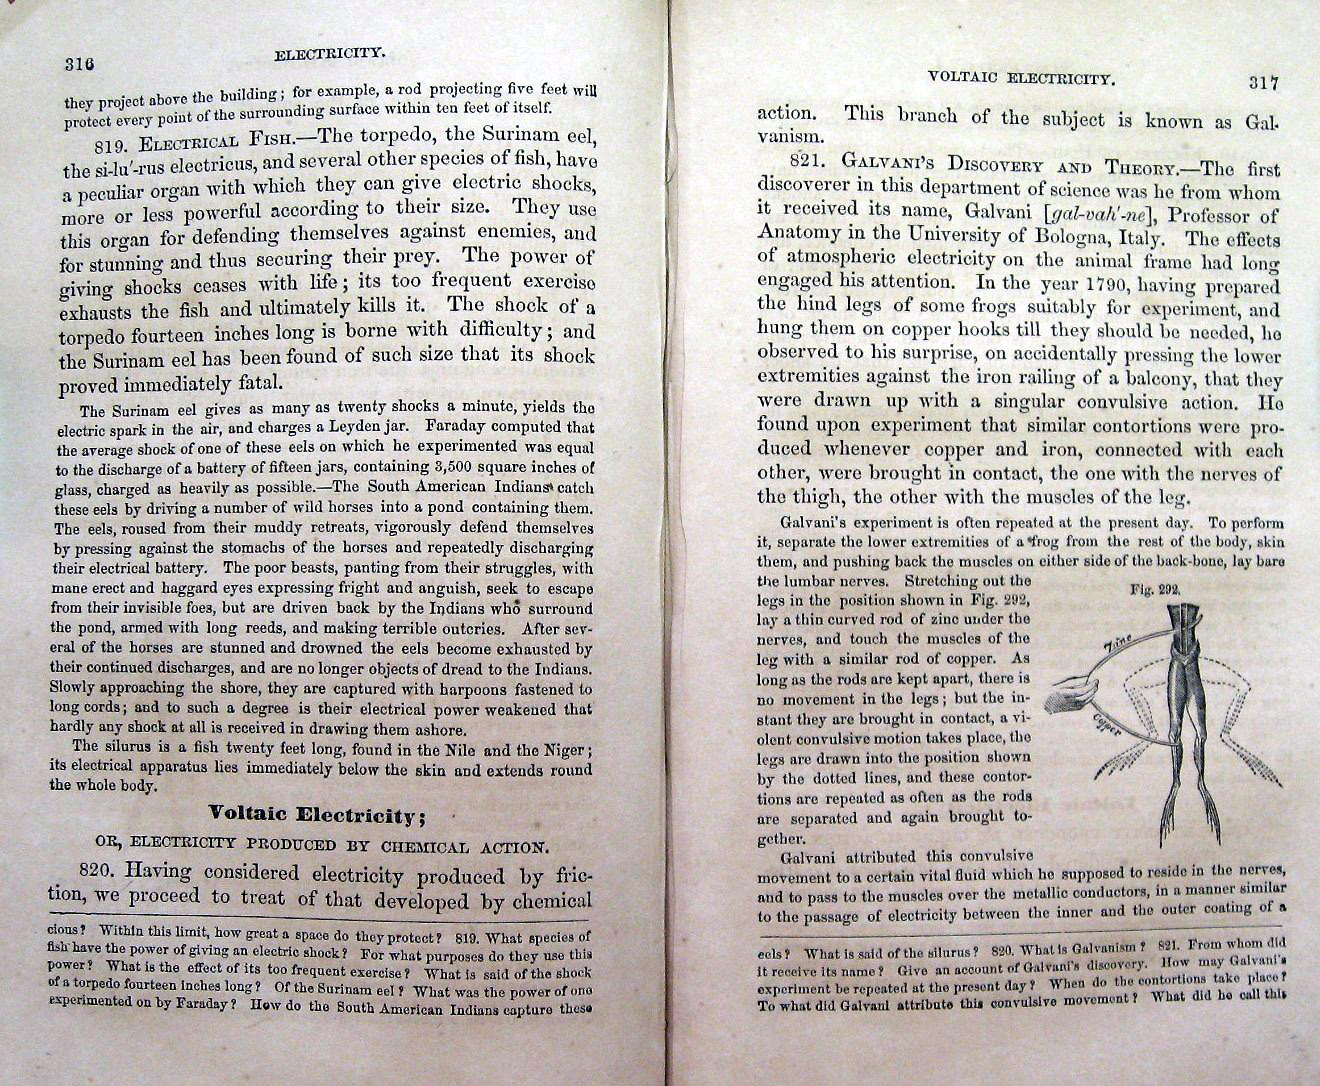 316
ELECTRICITY.
they project above the building; for example, a rod projecting five feet will
protect every point of the surrounding surface within ten feet of itself.
819. ELECTRICAL FISH.—The torpedo, the Surinam eel,
the si-lu'-rus electricus, and several other species of fish, have
a peculiar organ with which they can give electric shocks,
more or less powerful according to their size. They use
this organ for defending themselves against enemies, and
for stunning and thus securing their prey. The power of
giving shocks ceases with life; its too frequent exercise
exhausts the fish and ultimately kills it. The shock of a
torpedo fourteen inches long is borne with difficulty; and
the Surinam eel has been found of such size that its shock
proved immediately fatal.
The Surinam eel gives as many as twenty shocks a minute, yields the
electric spark in the air, and charges a Leyden jar. Faraday computed that
the average shock of one of these eels on which he experimented was equal
to the discharge of a battery of fifteen jars, containing 3,500 square inches of
glass, charged as heavily as possible.—The South American Indians catch
these eels by driving a number of wild horses into a pond containing them.
The eels, roused from their muddy retreats, vigorously defend themselves
by pressing against the stomachs of the horses and repeatedly discharging
their electrical battery. The poor beasts, panting from their struggles, with
mane erect and haggard eyes expressing fright and anguish, seek to escape
from their invisible foes, but are driven back by the Indians who surround
the pond, armed with long reeds, and making terrible outcries. After sev-
eral of the horses are stunned and drowned the eels become exhausted by
their continued discharges, and are no longer objects of dread to the Indians.
Slowly approaching the shore, they are captured with harpoons fastened to
long cords; and to such a degree is their electrical power weakened that
hardly any shock at all is received in drawing them ashore.
The silurus is a fish twenty feet long, found in the Nile and the Niger;
its electrical apparatus lies immediately below the skin and extends round
the whole body.
Voltaic Electricity;
OR, ELECTRICITY PRODUCED BY CHEMICAL ACTION.
820. Having considered electricity produced by fric-
tion, we proceed to treat of that developed by chemical
cious? Within this limit, how great a space do they protect? 819. What species of
fish have the power of giving an electric shock? For what purposes do they use this
power? What is the effect of its too frequent exercise? What is said of the shock
of a torpedo fourteen inches long? Of the Surinam eel? What was the power of one
experimented on by Faraday? How do the South American Indians capture these
VOLTAIC ELECTRICITY.
317
action. This branch of the subject is known as Gal-
vanism.
821. GALVANI'S DISCOVERY AND THEORY.—The first
discoverer in this department of science was he from whom
it received its name, Galvani [gal-vah'-ne], Professor of
Anatomy in the University of Bologna, Italy. The effects
of atmospheric electricity on the animal frame had long
engaged his attention. In the year 1790, having prepared
the hind legs of some frogs suitably for experiment, and
hung them on copper hooks till they should be needed, he
observed to his surprise, on accidentally pressing the lower
extremities against the iron railing of a balcony, that they
were drawn up with a singular convulsive action. He
found upon experiment that similar contortions were pro-
duced whenever copper and iron, connected with each
other, were brought in contact, the one with the nerves of
the thigh, the other with the muscles of the leg.
Galvani's experiment is often repeated at the present day. To perform
it, separate the lower extremities of a frog from the rest of the body, skin
them, and pushing back the muscles on either side of the back-bone, lay bare
the lumbar nerves. Stretching out the
legs in the position shown in Fig. 292,
lay a thin curved rod of zinc under the
nerves, and touch the muscles of the
leg with a similar rod of copper. As
long as the rods are kept apart, there is
no movement in the legs; but the in-
stant they are brought in contact, a vi-
olent convulsive motion takes place, the
legs are drawn into the position shown
by the dotted lines, and these contor-
tions are repeated as often as the rods
are separated and again brought to-
gether.
Fig. 292.
Zinc
Copper
Galvani attributed this convulsive
movement to a certain vital fluid which he supposed to reside in the nerves,
and to pass to the muscles over the metallic conductors, in a manner similar
to the passage of electricity between the inner and the outer coating of a
eels? What is said of the silurus? 820. What is Galvanism? 821. From whom did
it receive its name? Give an account of Galvani's discovery. How may Galvani's
experiment be repeated at the present day? When do the contortions take place?
To what did Galvani attribute this convulsive movement? What did he call this